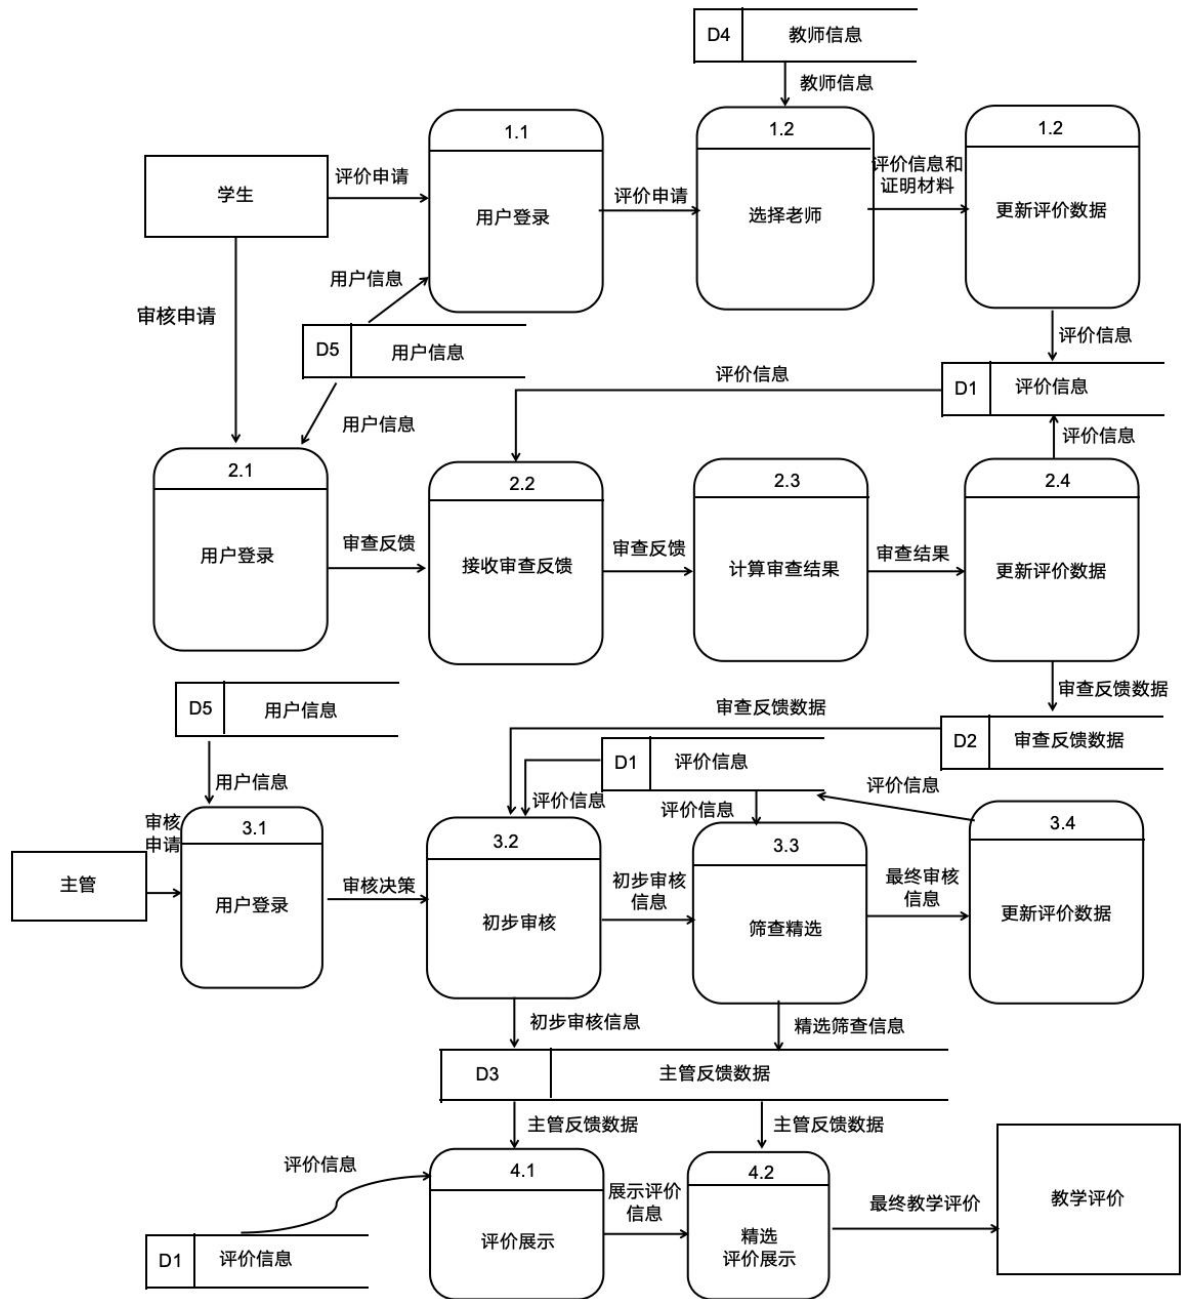 D4
教师信息
教师信息
1.1
1.2
1.2
评价信息和
证明材料
评价申请
学生
评价申请
用户登录
选择老师
更新评价数据
用户信息
审核申请
评价信息
D5
用户信息
评价信息
D1
评价信息
用户信息
评价信息
2.1
2.2
2.3
2.4
审查反馈
审查反馈
审查结果
用户登录
接收审查反馈
计算审查结果
更新评价数据
审查反馈数据
D5
用户信息
审查反馈数据
D2
审查反馈数据
D1
评价信息
用户信息
评价信息
评价信息
评价信息
审核
申请
3.1
3.2
3.3
3.4
主管
审核决策
初步审核
信息
最终审核
信息
用户登录
初步审核
筛查精选
更新评价数据
初步审核信息
精选筛查信息
D3
主管反馈数据
主管反馈数据
主管反馈数据
评价信息
4.1
4.2
展示评价
信息
最终教学评价
教学评价
评价展示
精选
评价展示
D1
评价信息